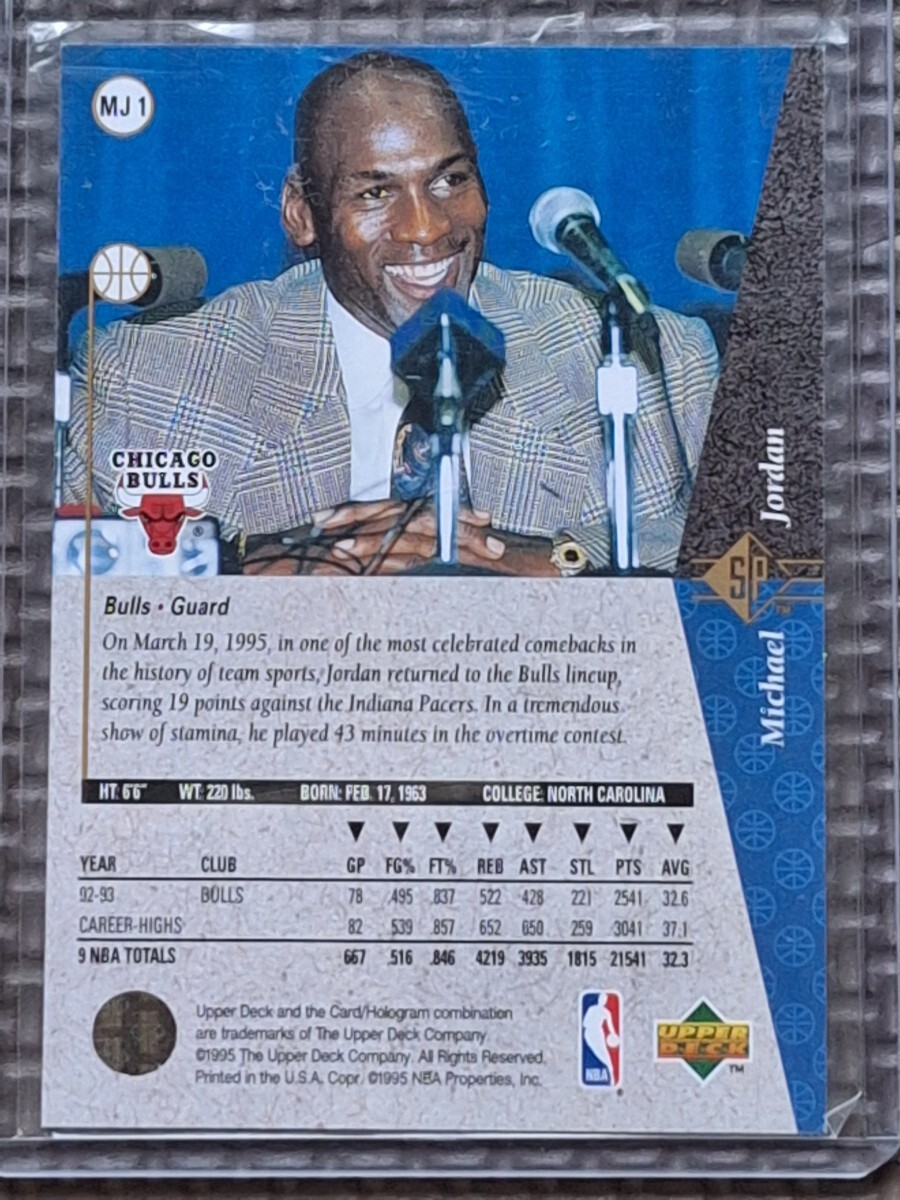 MJ 1
CHICAGO
BULLS
®
Michael Jordan
SP
™
Bulls • Guard
On March 19, 1995, in one of the most celebrated comebacks in
the history of team sports, Jordan returned to the Bulls lineup,
scoring 19 points against the Indiana Pacers. In a tremendous
show of stamina, he played 43 minutes in the overtime contest.
HT: 6'6" WT: 220 lbs. BORN: FEB. 17, 1963 COLLEGE: NORTH CAROLINA
YEAR CLUB GP FG% FT% REB AST STL PTS AVG
92-93 BULLS 78 .495 .837 522 428 221 2541 32.6
CAREER-HIGHS 82 .539 .857 652 650 259 3041 37.1
9 NBA TOTALS 667 .516 .846 4219 3935 1815 21541 32.3
Upper Deck and the Card/Hologram combination
are trademarks of The Upper Deck Company.
©1995 The Upper Deck Company. All Rights Reserved.
Printed in the U.S.A. Copr. ©1995 NBA Properties, Inc.
NBA
®
UPPER
DECK
™